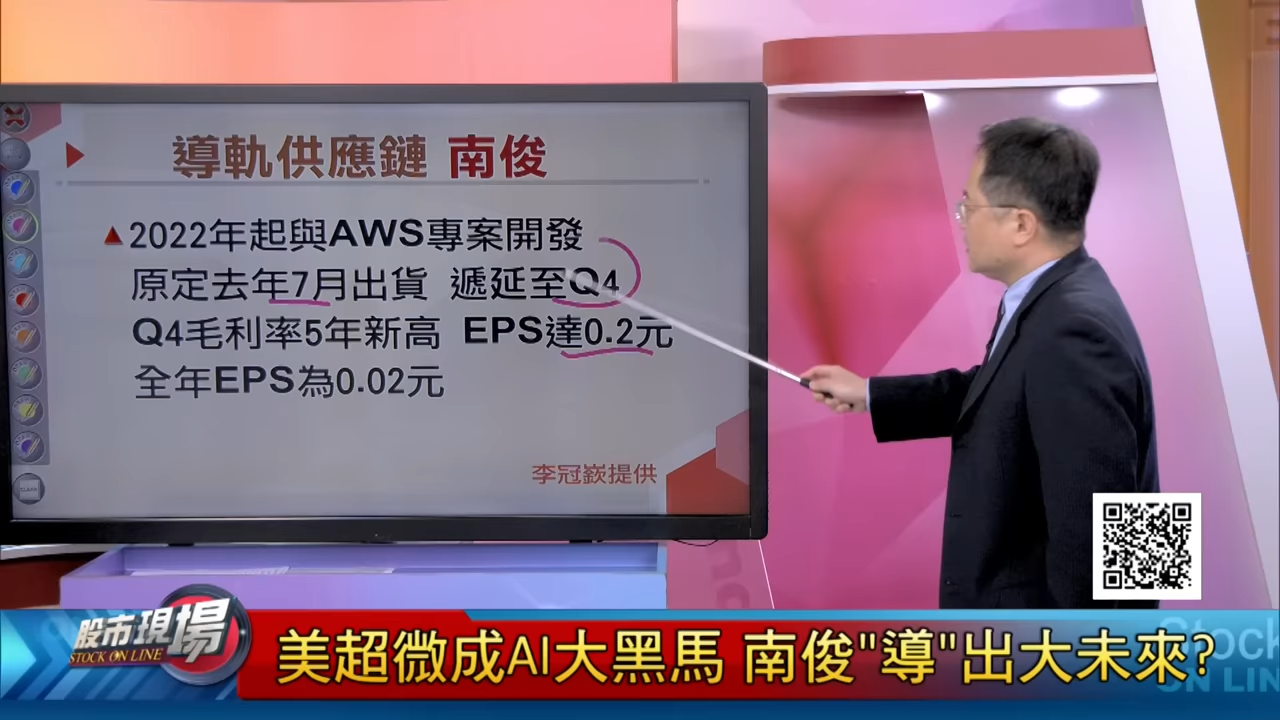 導軌供應鏈 南俊
2022年起與AWS專案開發
原定去年7月出貨 遞延至Q4
Q4毛利率5年新高 EPS達0.2元
全年EPS為0.02元
李冠嶔提供
股市現場
STOCK ON LINE
美超微成AI大黑馬 南俊"導"出大未來?
Stock
ON LIN